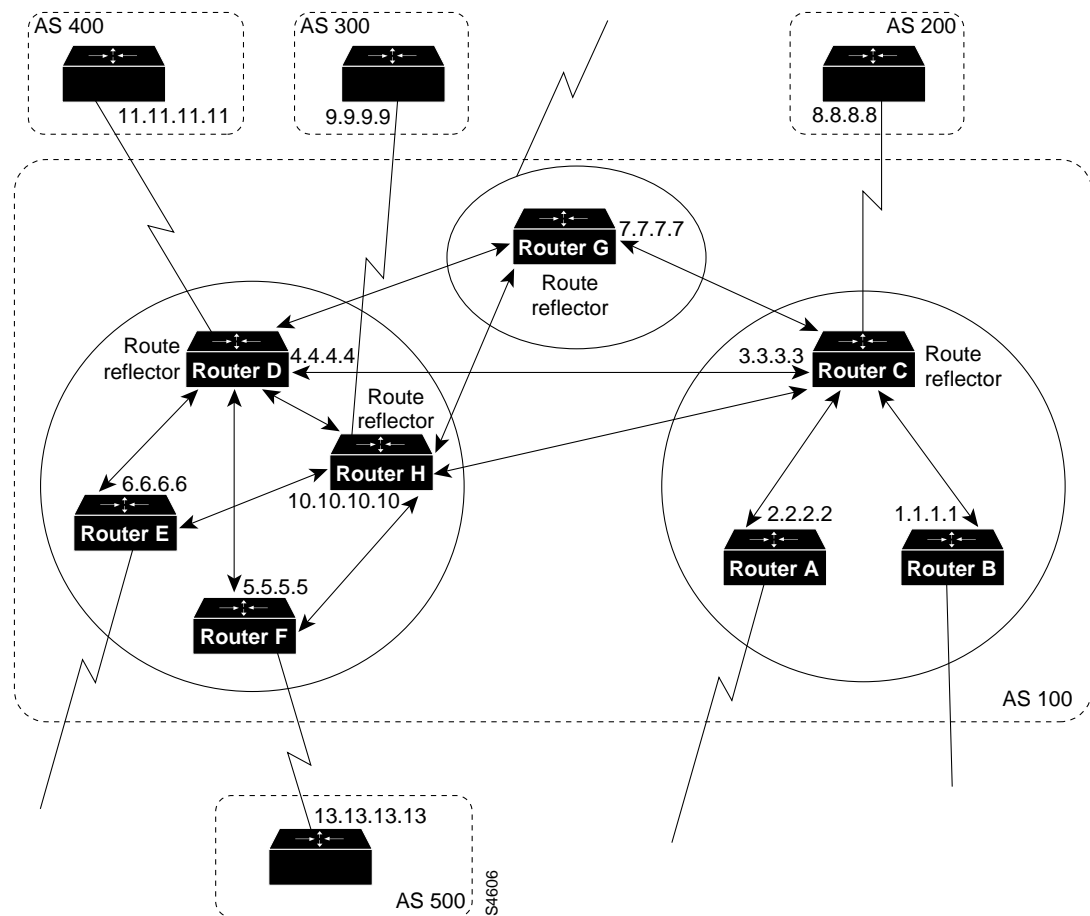 AS 400
AS 300
AS 200
11.11.11.11
9.9.9.9
8.8.8.8
7.7.7.7
Router G
Route
reflector
Route
reflector
Router D
4.4.4.4
3.3.3.3
Router C
Route
reflector
Route
reflector
Router H
10.10.10.10
6.6.6.6
Router E
2.2.2.2
Router A
1.1.1.1
Router B
5.5.5.5
Router F
AS 100
13.13.13.13
AS 500
S4606